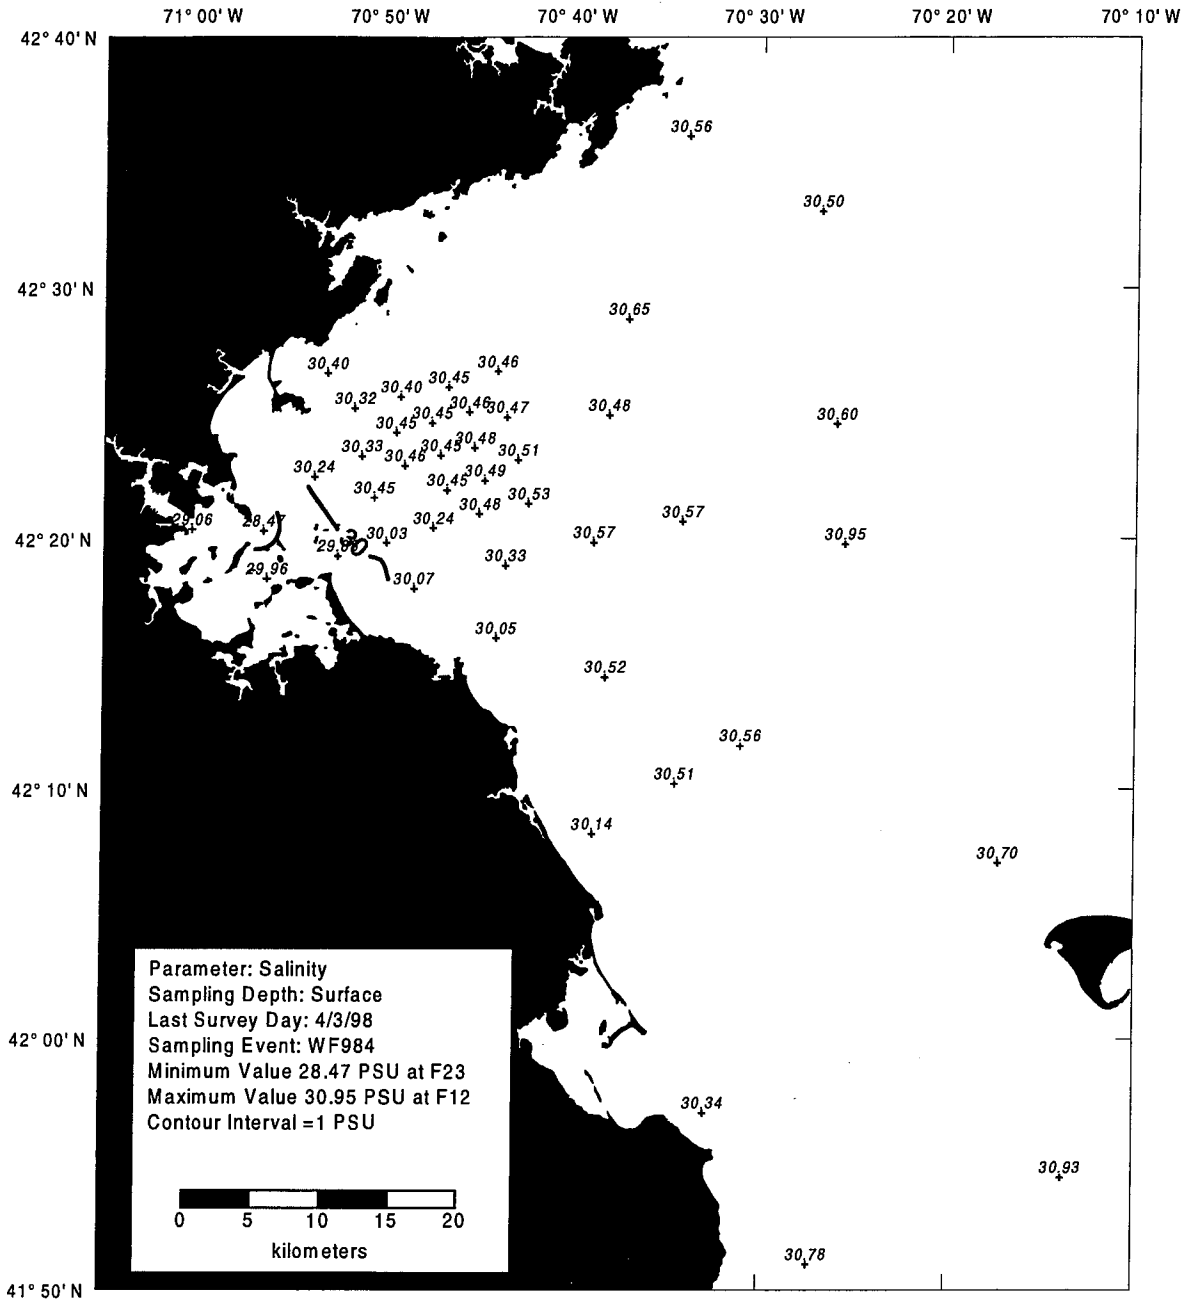 71° 00' W 70° 50' W 70° 40' W 70° 30' W 70° 20' W 70° 10' W
42° 40' N
30.56
30.50
42° 30' N
30.65
30.46
30.40
30.45
30.40
30.32
30.46
30.47
30.48
30.45
30.60
30.45
30.48
30.33
30.45
30.51
30.46
30.24
30.49
30.45
30.45
30.53
30.48
30.57
29.06
28.47
30.24
30.03
30.57
30.95
42° 20' N
30.33
29.96
30.07
30
30.05
30.52
30.56
30.51
42° 10' N
30.14
30.70
Parameter: Salinity
Sampling Depth: Surface
Last Survey Day: 4/3/98
Sampling Event: WF984
Minimum Value 28.47 PSU at F23
Maximum Value 30.95 PSU at F12
Contour Interval =1 PSU
0 5 10 15 20
kilometers
42° 00' N
30.34
30.93
30.78
41° 50' N